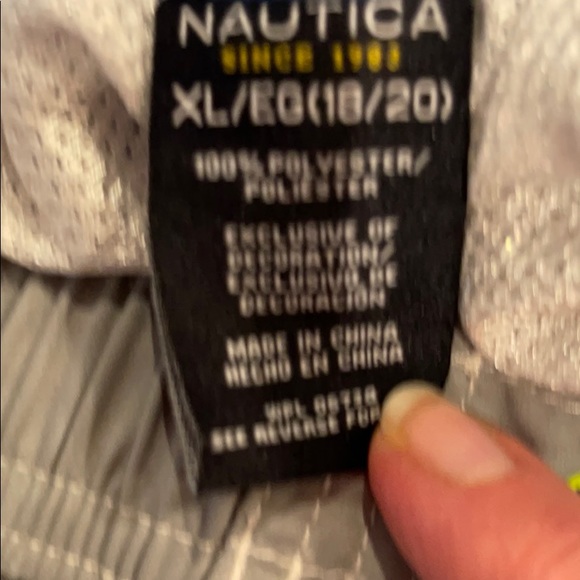 NAUTICA
SINCE 1983
XL/EG(18/20)
100% POLYESTER/
POLIESTER
EXCLUSIVE OF
DECORATION/
EXCLUSIVO DE
DECORACION
MADE IN CHINA
HECHO EN CHINA
WPL
SEE REVERSE FOR